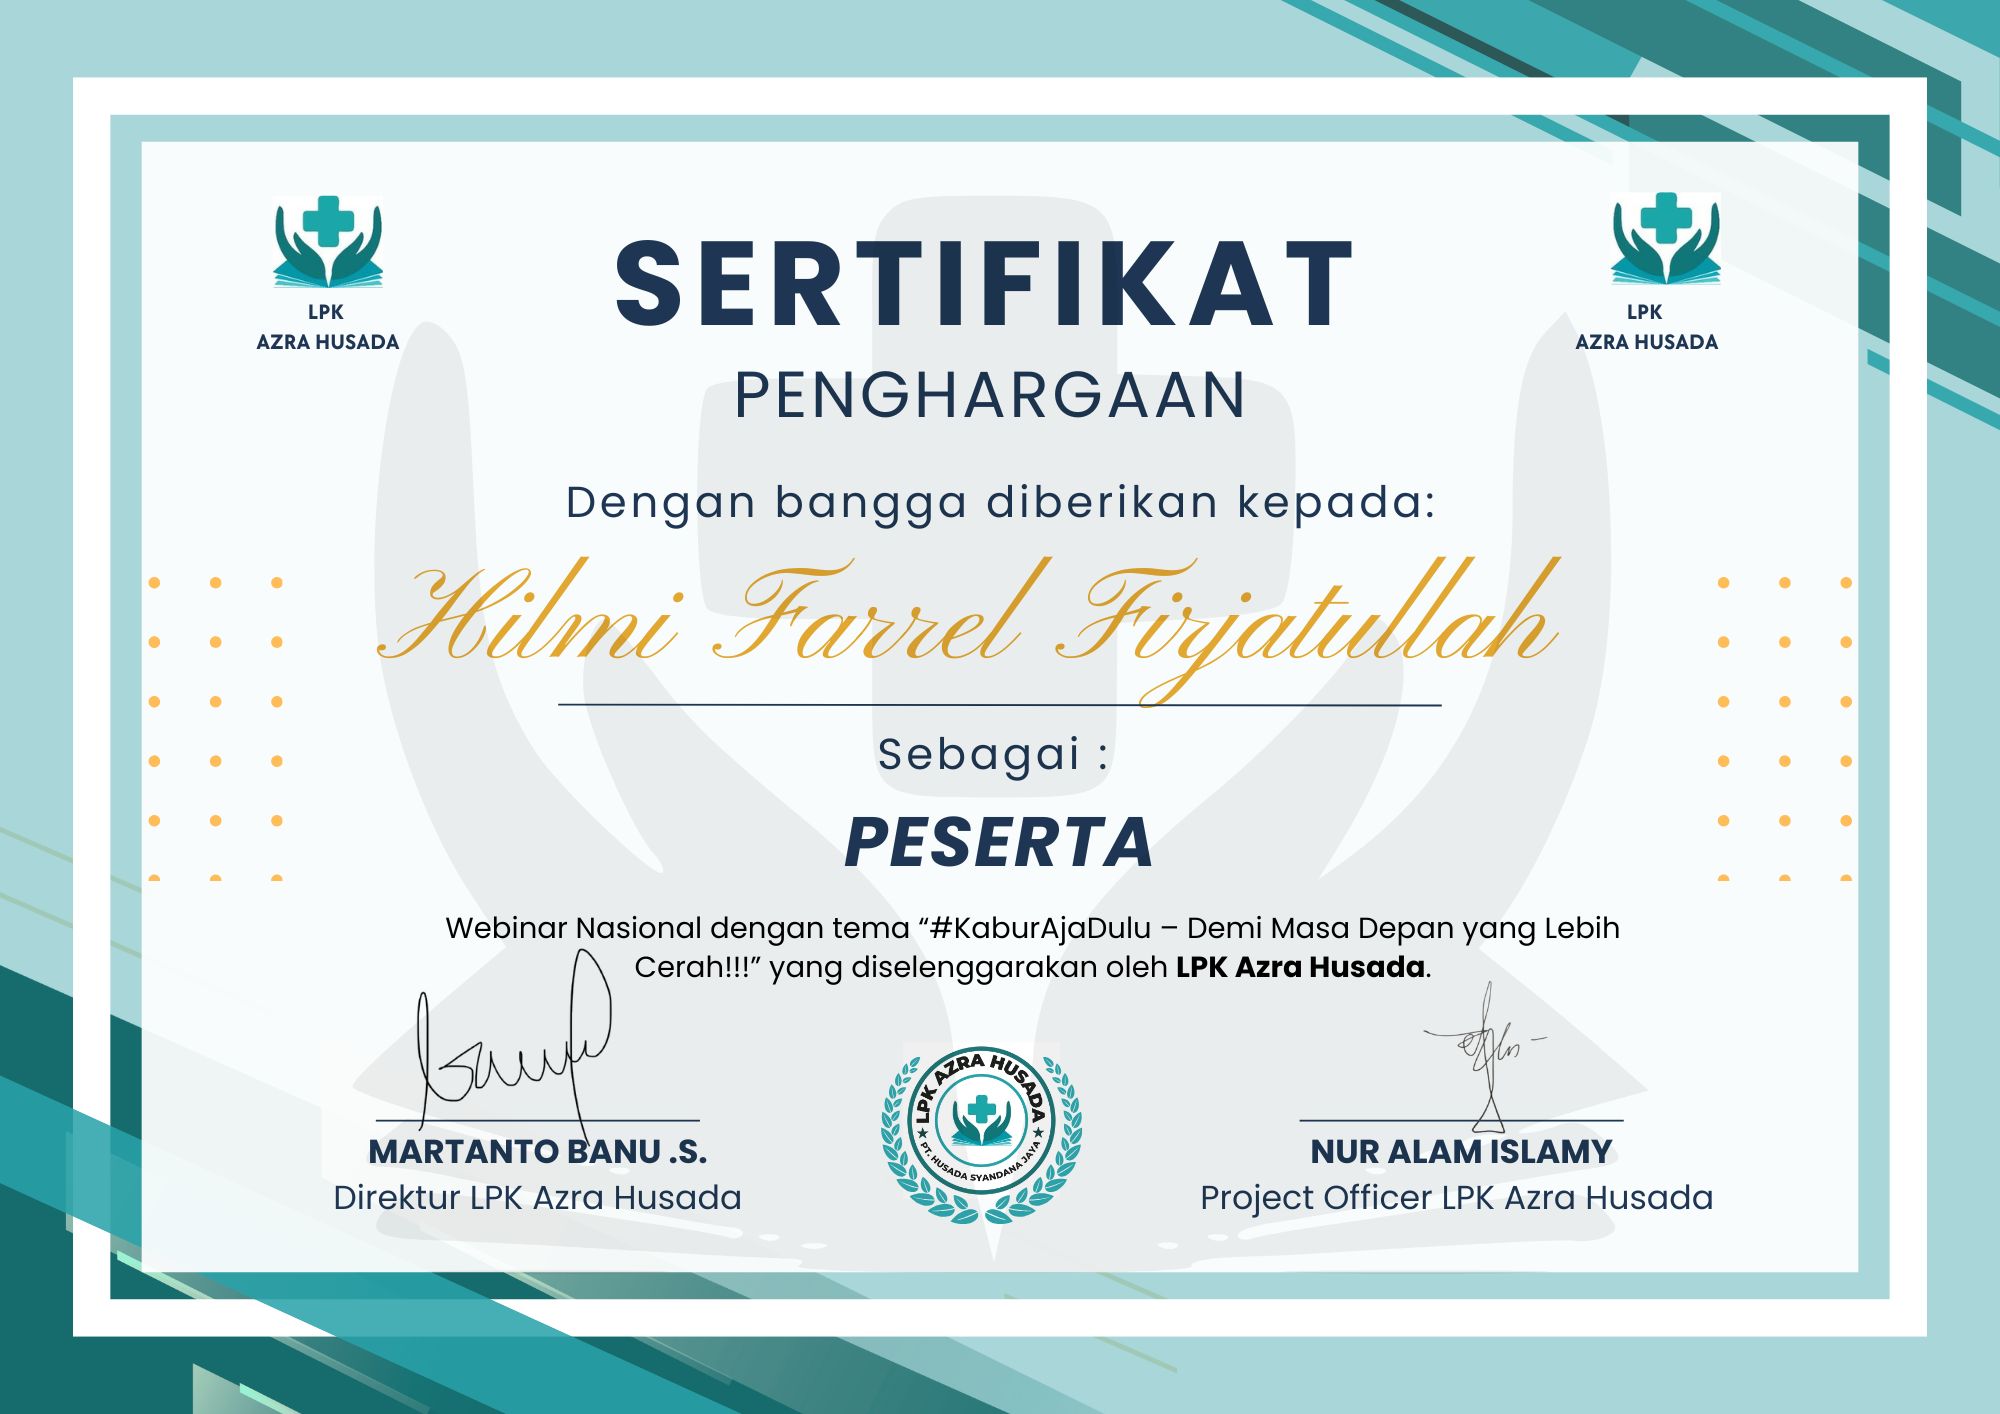 LPK
AZRA HUSADA
LPK
AZRA HUSADA
SERTIFIKAT
PENGHARGAAN
Dengan bangga diberikan kepada:
Hilmi Farrel Firjatullah
Sebagai :
PESERTA
Webinar Nasional dengan tema “#KaburAjaDulu – Demi Masa Depan yang Lebih
Cerah!!!” yang diselenggarakan oleh LPK Azra Husada.
LPK AZRA HUSADA
★ PT. HUSADA SYANDANA JAYA ★
MARTANTO BANU .S.
Direktur LPK Azra Husada
NUR ALAM ISLAMY
Project Officer LPK Azra Husada